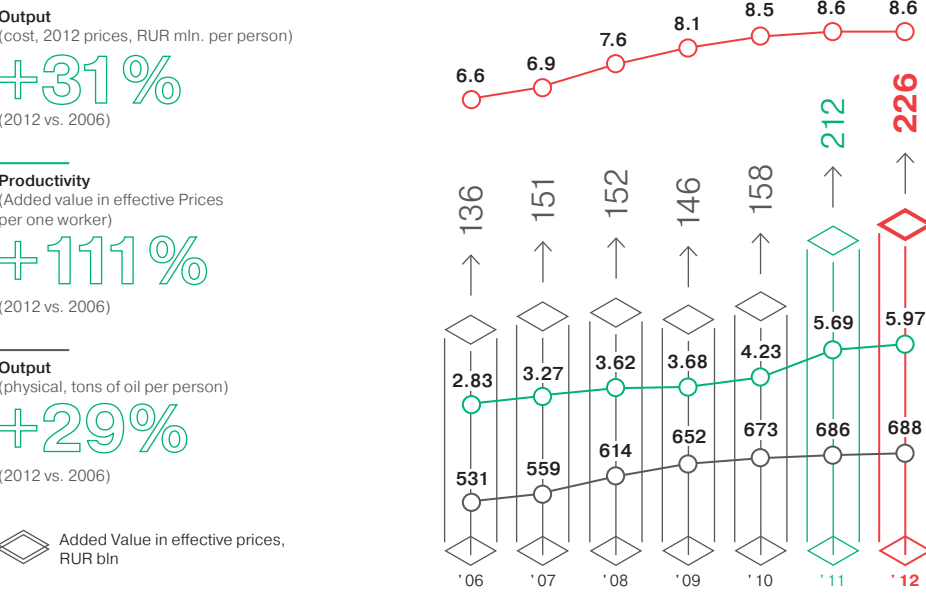 Output
(cost, 2012 prices, RUR mln. per person)
+31%
(2012 vs. 2006)
Productivity
(Added value in effective Prices
per one worker)
+111%
(2012 vs. 2006)
Output
(physical, tons of oil per person)
+29%
(2012 vs. 2006)
Added Value in effective prices,
RUR bln
6.6 6.9 7.6 8.1 8.5 8.6 8.6
136 151 152 146 158 212 226
2.83 3.27 3.62 3.68 4.23 5.69 5.97
531 559 614 652 673 686 688
'06 '07 '08 '09 '10 '11 '12